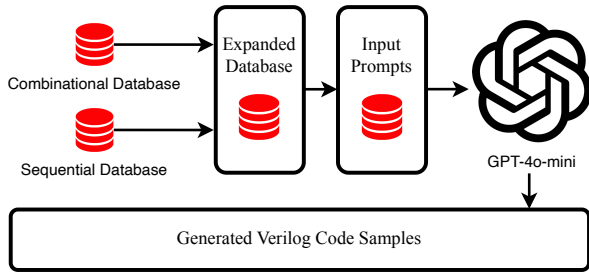 Combinational Database
Sequential Database
Expanded
Database
Input
Prompts
GPT-4o-mini
Generated Verilog Code Samples